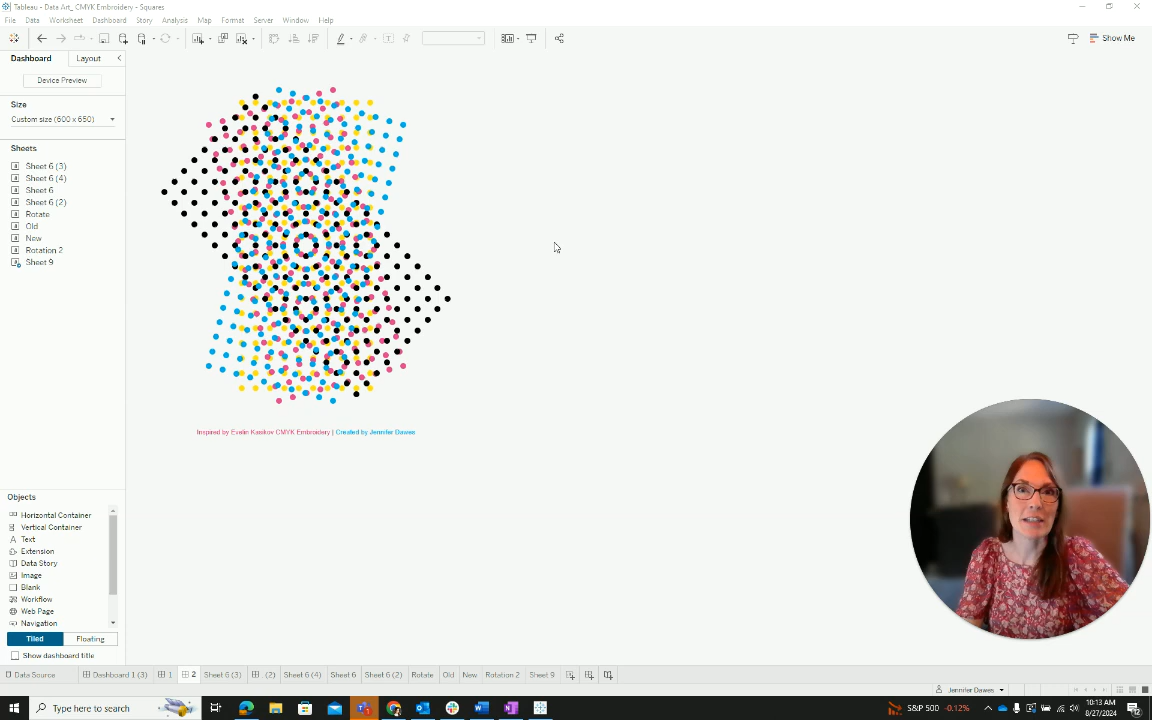 Tableau - Data Art_ CMYK Embroidery - Squares
File Data Worksheet Dashboard Story Analysis Map Format Server Window Help
Show Me
Dashboard Layout
Device Preview
Size
Custom size (600 x 650)
Sheets
Sheet 6 (3)
Sheet 6 (4)
Sheet 6
Sheet 6 (2)
Rotate
Old
New
Rotation 2
Sheet 9
Inspired by Evelin Kasikov CMYK Embroidery | Created by Jennifer Dawes
Objects
Horizontal Container
Vertical Container
A Text
Extension
Data Story
Image
Blank
Workflow
Web Page
Navigation
Tiled Floating
Show dashboard title
Data Source Dashboard 1 (3) 1 2 Sheet 6 (3) . (2) Sheet 6 (4) Sheet 6 Sheet 6 (2) Rotate Old New Rotation 2 Sheet 9
Jennifer Dawes
Type here to search
S&P 500 -0.12%
10:13 AM
8/27/2024